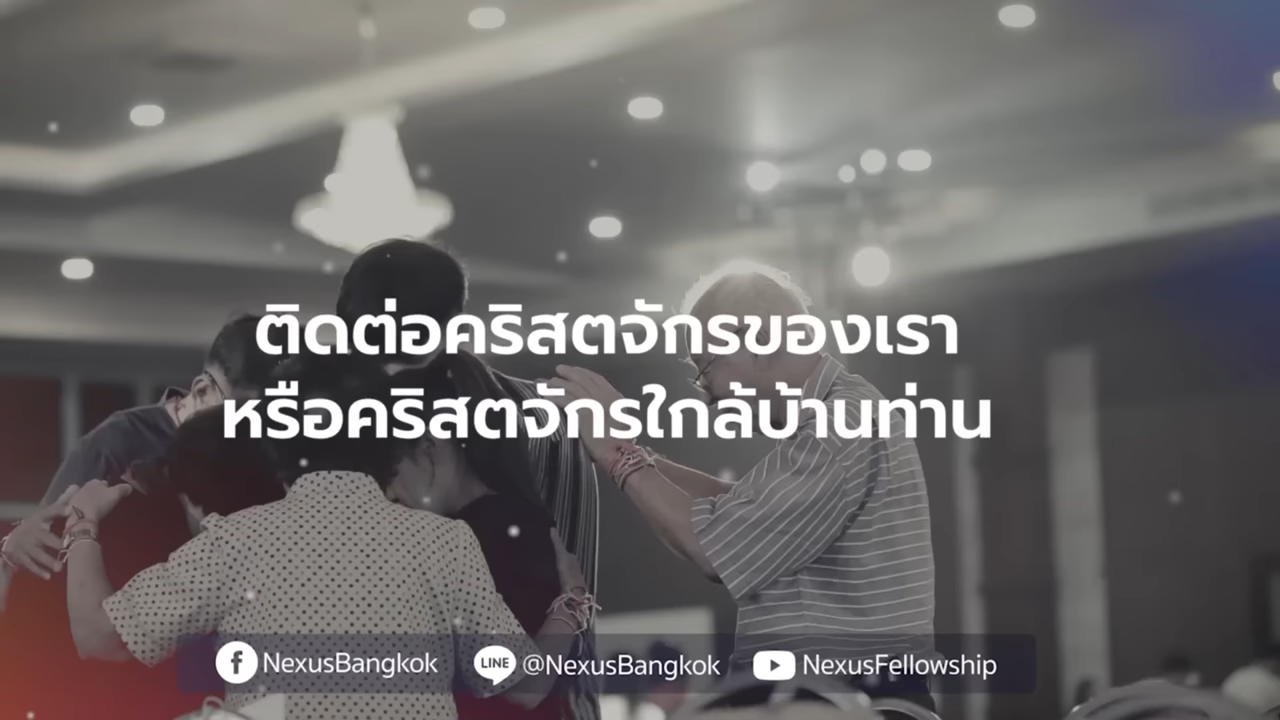 ติดต่อคริสตจักรของเรา
หรือคริสตจักรใกล้บ้านท่าน
NexusBangkok LINE @NexusBangkok NexusFellowship